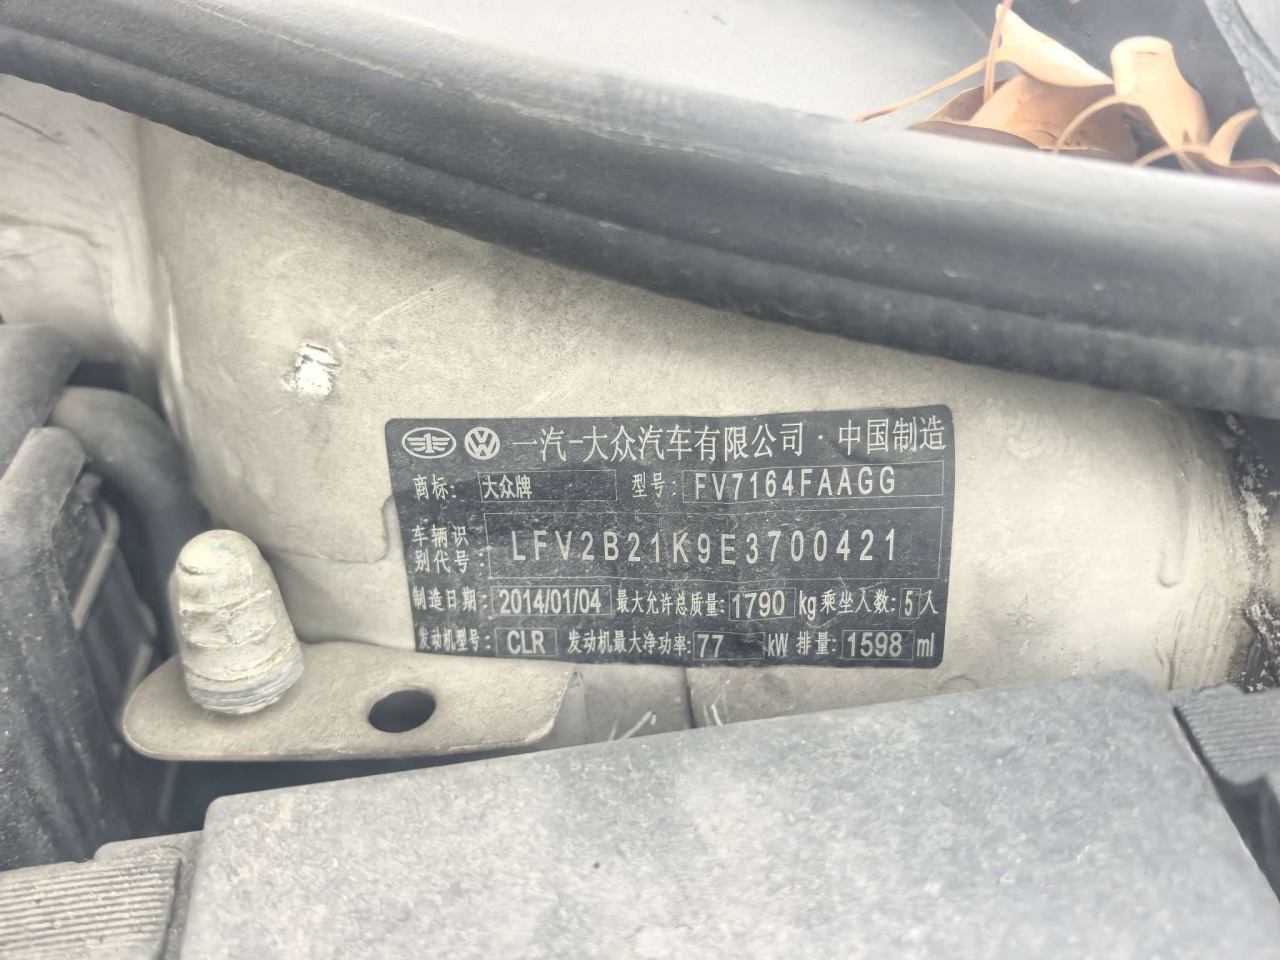 一汽-大众汽车有限公司·中国制造
商标: 大众牌 型号: FV7164FAAGG
车辆识别代号: LFV2B21K9E3700421
制造日期: 2014/01/04 最大允许总质量: 1790 kg 乘坐人数: 5 人
发动机型号: CLR 发动机最大净功率: 77 kW 排量: 1598 ml